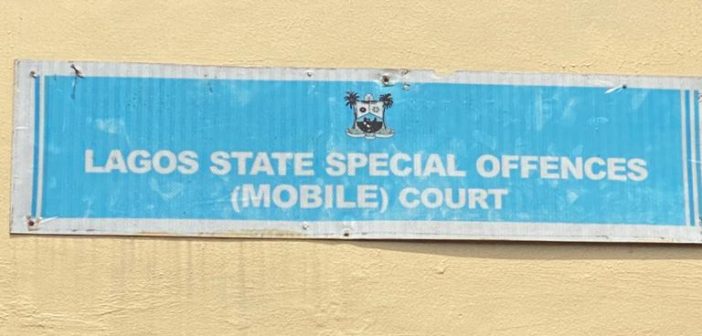 LAGOS STATE SPECIAL OFFENCES
(MOBILE) COURT